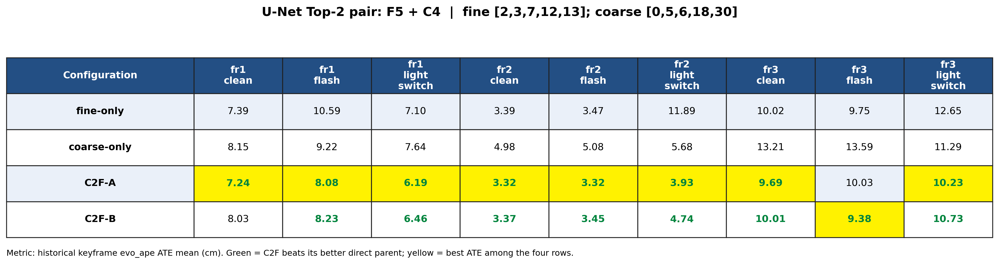 U-Net Top-2 pair: F5 + C4 | fine [2,3,7,12,13]; coarse [0,5,6,18,30]
Configuration fr1 clean fr1 flash fr1 light switch fr2 clean fr2 flash fr2 light switch fr3 clean fr3 flash fr3 light switch
fine-only 7.39 10.59 7.10 3.39 3.47 11.89 10.02 9.75 12.65
coarse-only 8.15 9.22 7.64 4.98 5.08 5.68 13.21 13.59 11.29
C2F-A 7.24 8.08 6.19 3.32 3.32 3.93 9.69 10.03 10.23
C2F-B 8.03 8.23 6.46 3.37 3.45 4.74 10.01 9.38 10.73
Metric: historical keyframe evo_ape ATE mean (cm). Green = C2F beats its better direct parent; yellow = best ATE among the four rows.